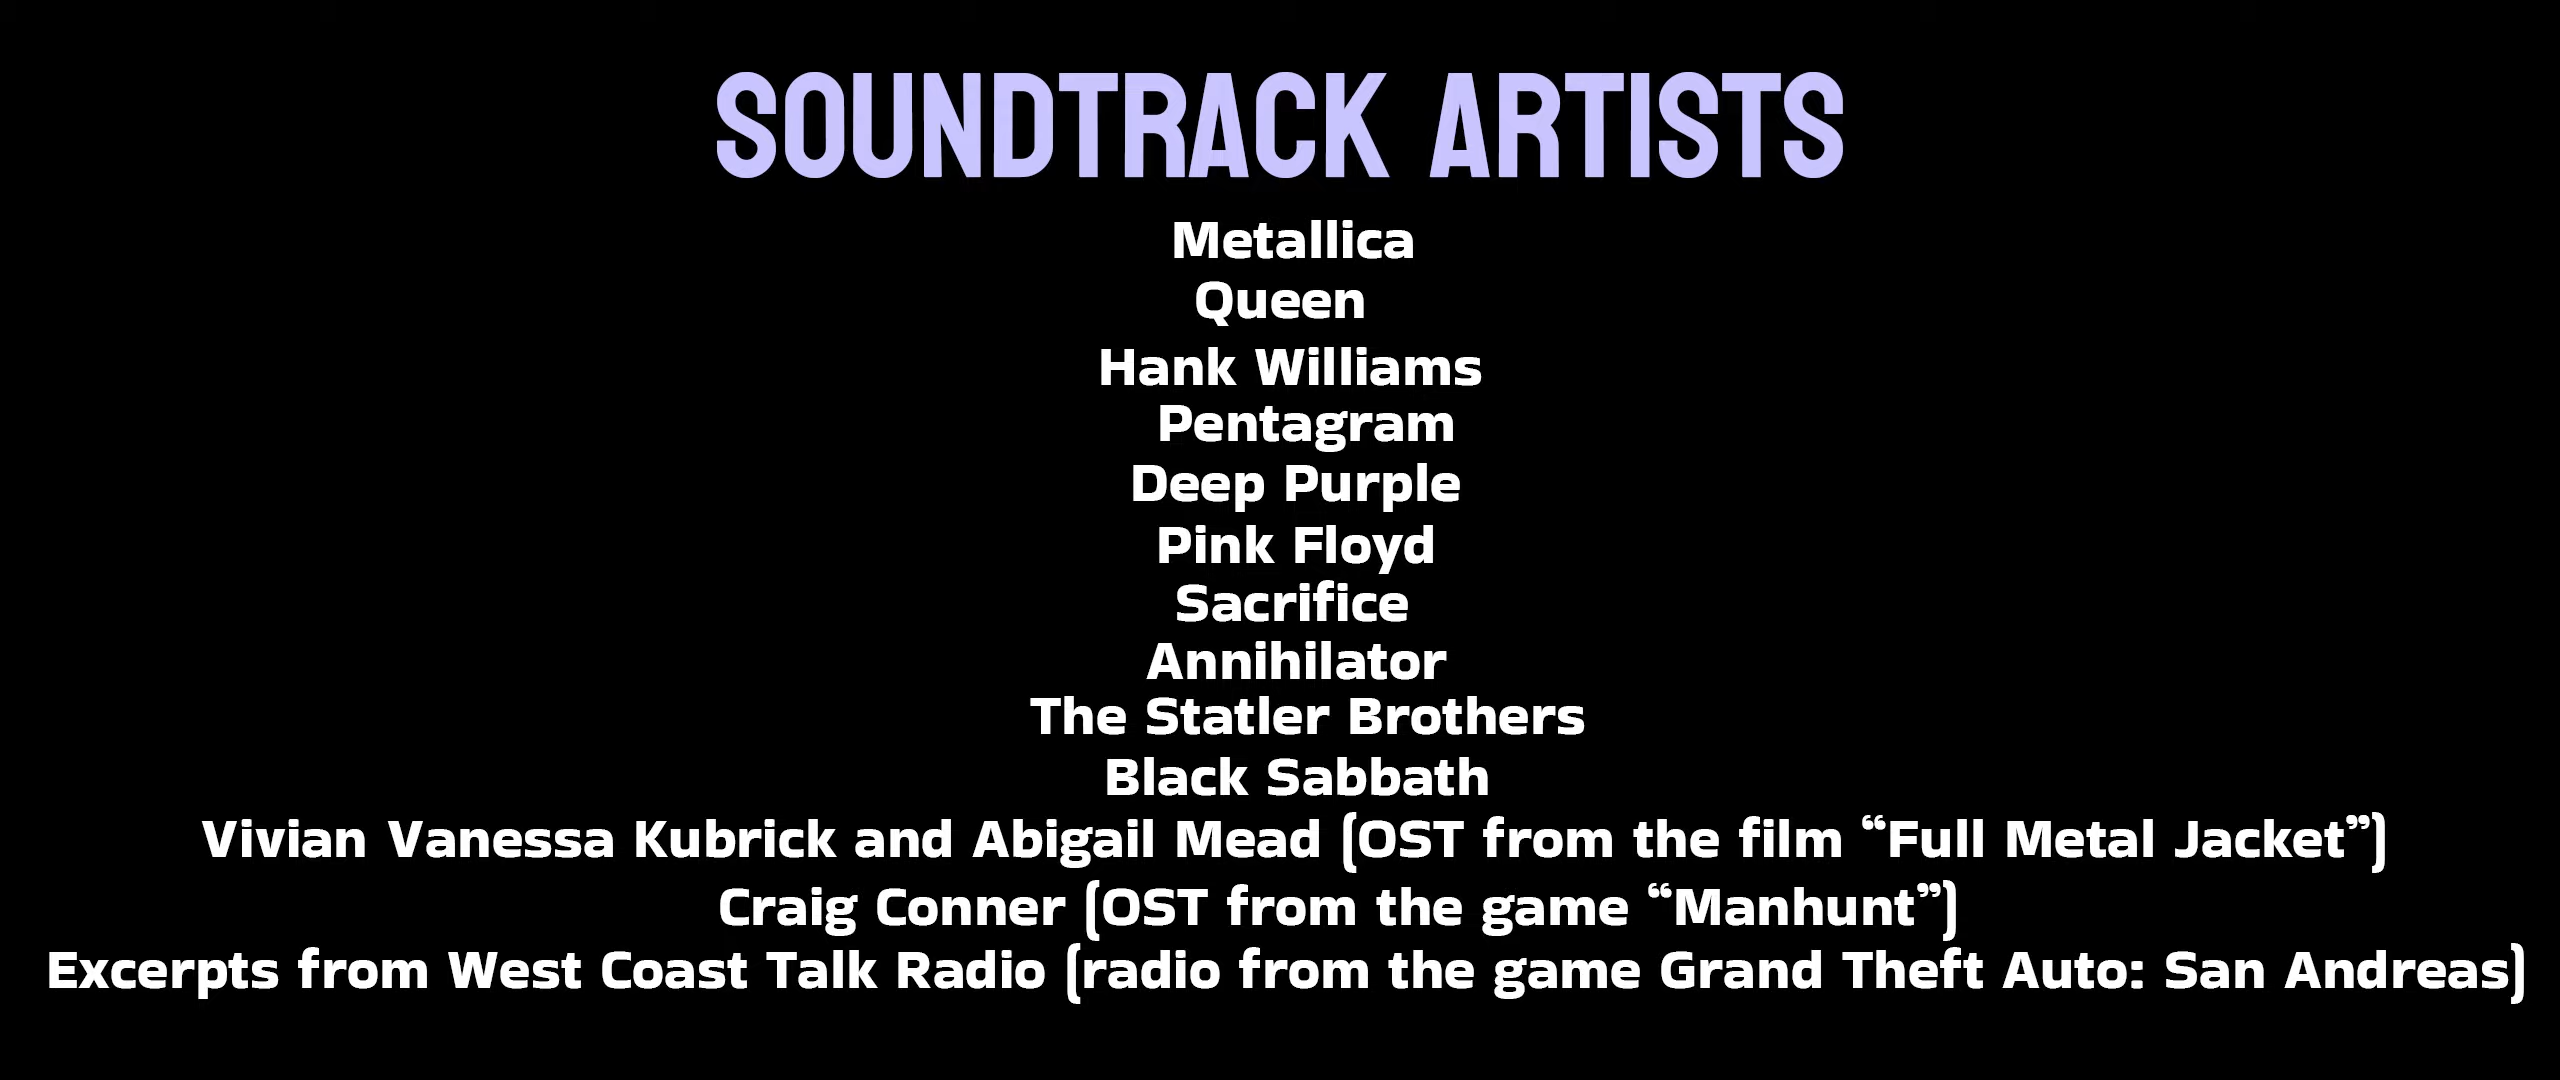 SOUNDTRACK ARTISTS
Metallica
Queen
Hank Williams
Pentagram
Deep Purple
Pink Floyd
Sacrifice
Annihilator
The Statler Brothers
Black Sabbath
Vivian Vanessa Kubrick and Abigail Mead (OST from the film “Full Metal Jacket”)
Craig Conner (OST from the game “Manhunt”)
Excerpts from West Coast Talk Radio (radio from the game Grand Theft Auto: San Andreas)